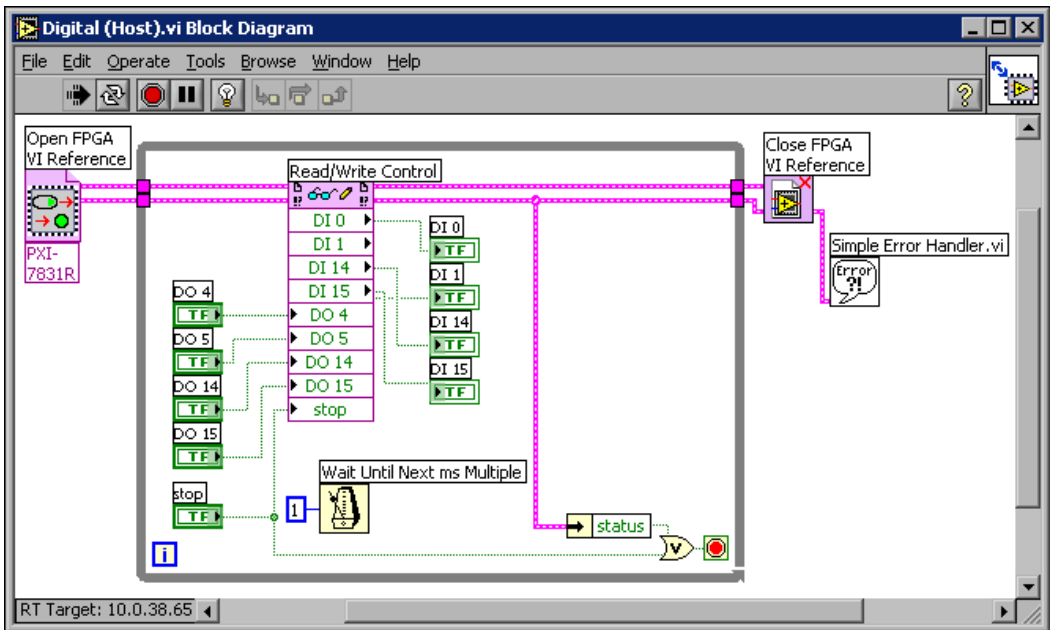 Digital (Host).vi Block Diagram
File Edit Operate Tools Browse Window Help
?
Open FPGA
VI Reference
PXI-
7831R
Read/Write Control
DI 0
DI 1
DI 14
DI 15
DO 4
DO 5
DO 14
DO 15
stop
DO 4
TF
DO 5
TF
DO 14
TF
DO 15
TF
stop
TF
DI 0
TF
DI 1
TF
DI 14
TF
DI 15
TF
Wait Until Next ms Multiple
1
i
status
V
Close FPGA
VI Reference
Simple Error Handler.vi
Error
?!
RT Target: 10.0.38.65